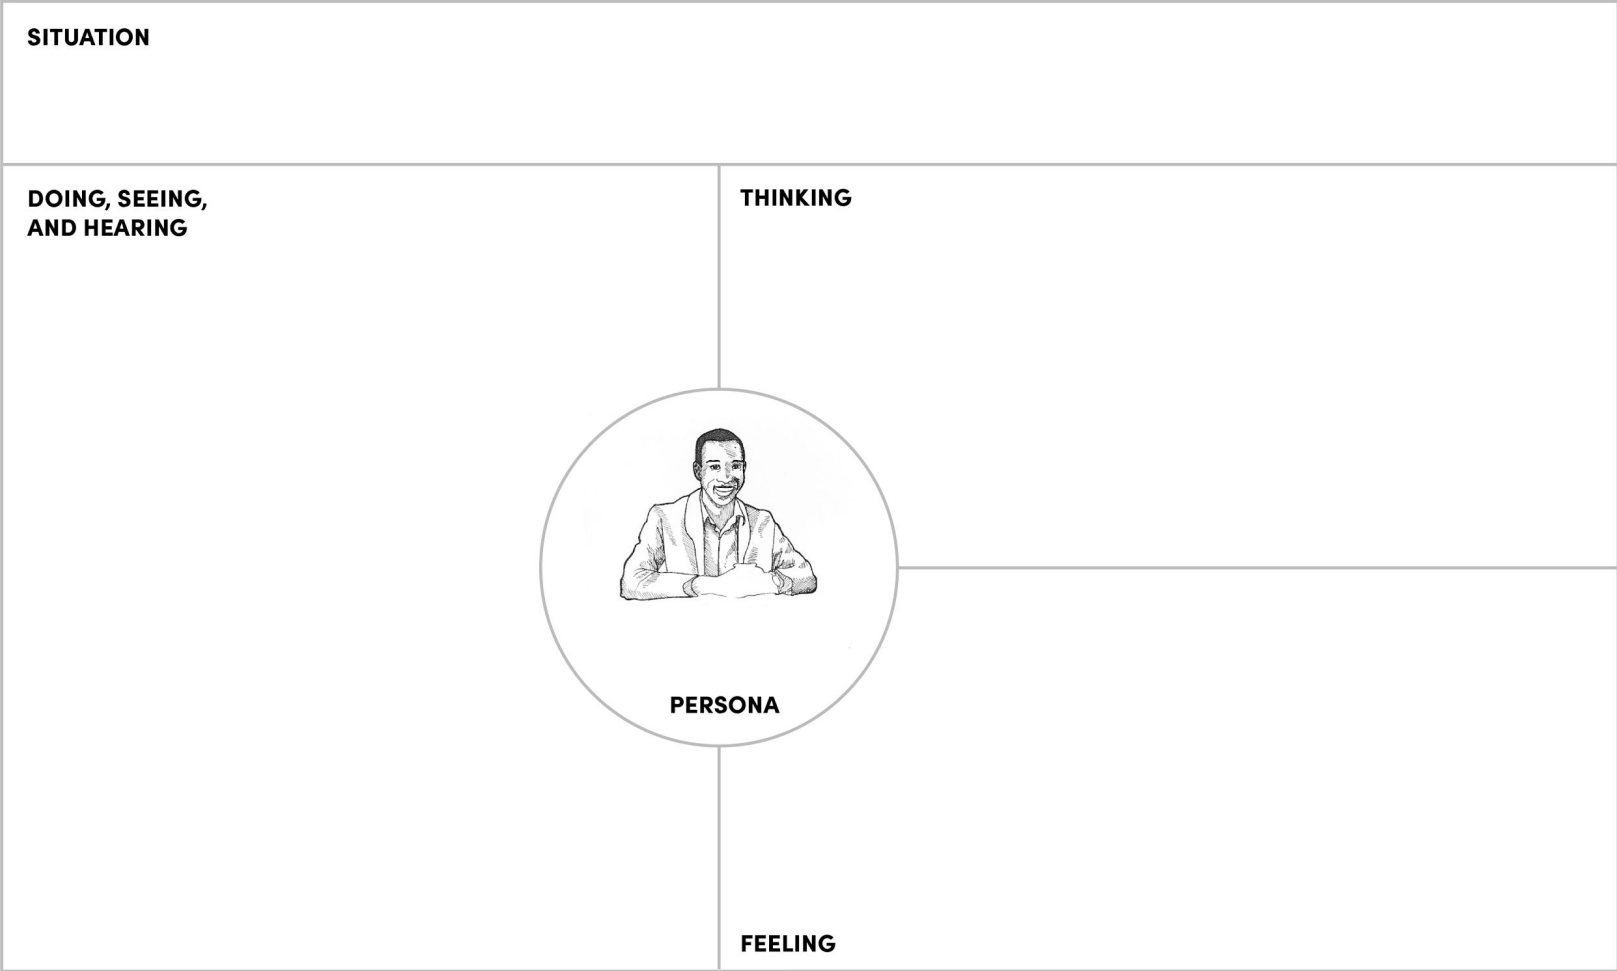 SITUATION
DOING, SEEING,
AND HEARING
THINKING
PERSONA
FEELING